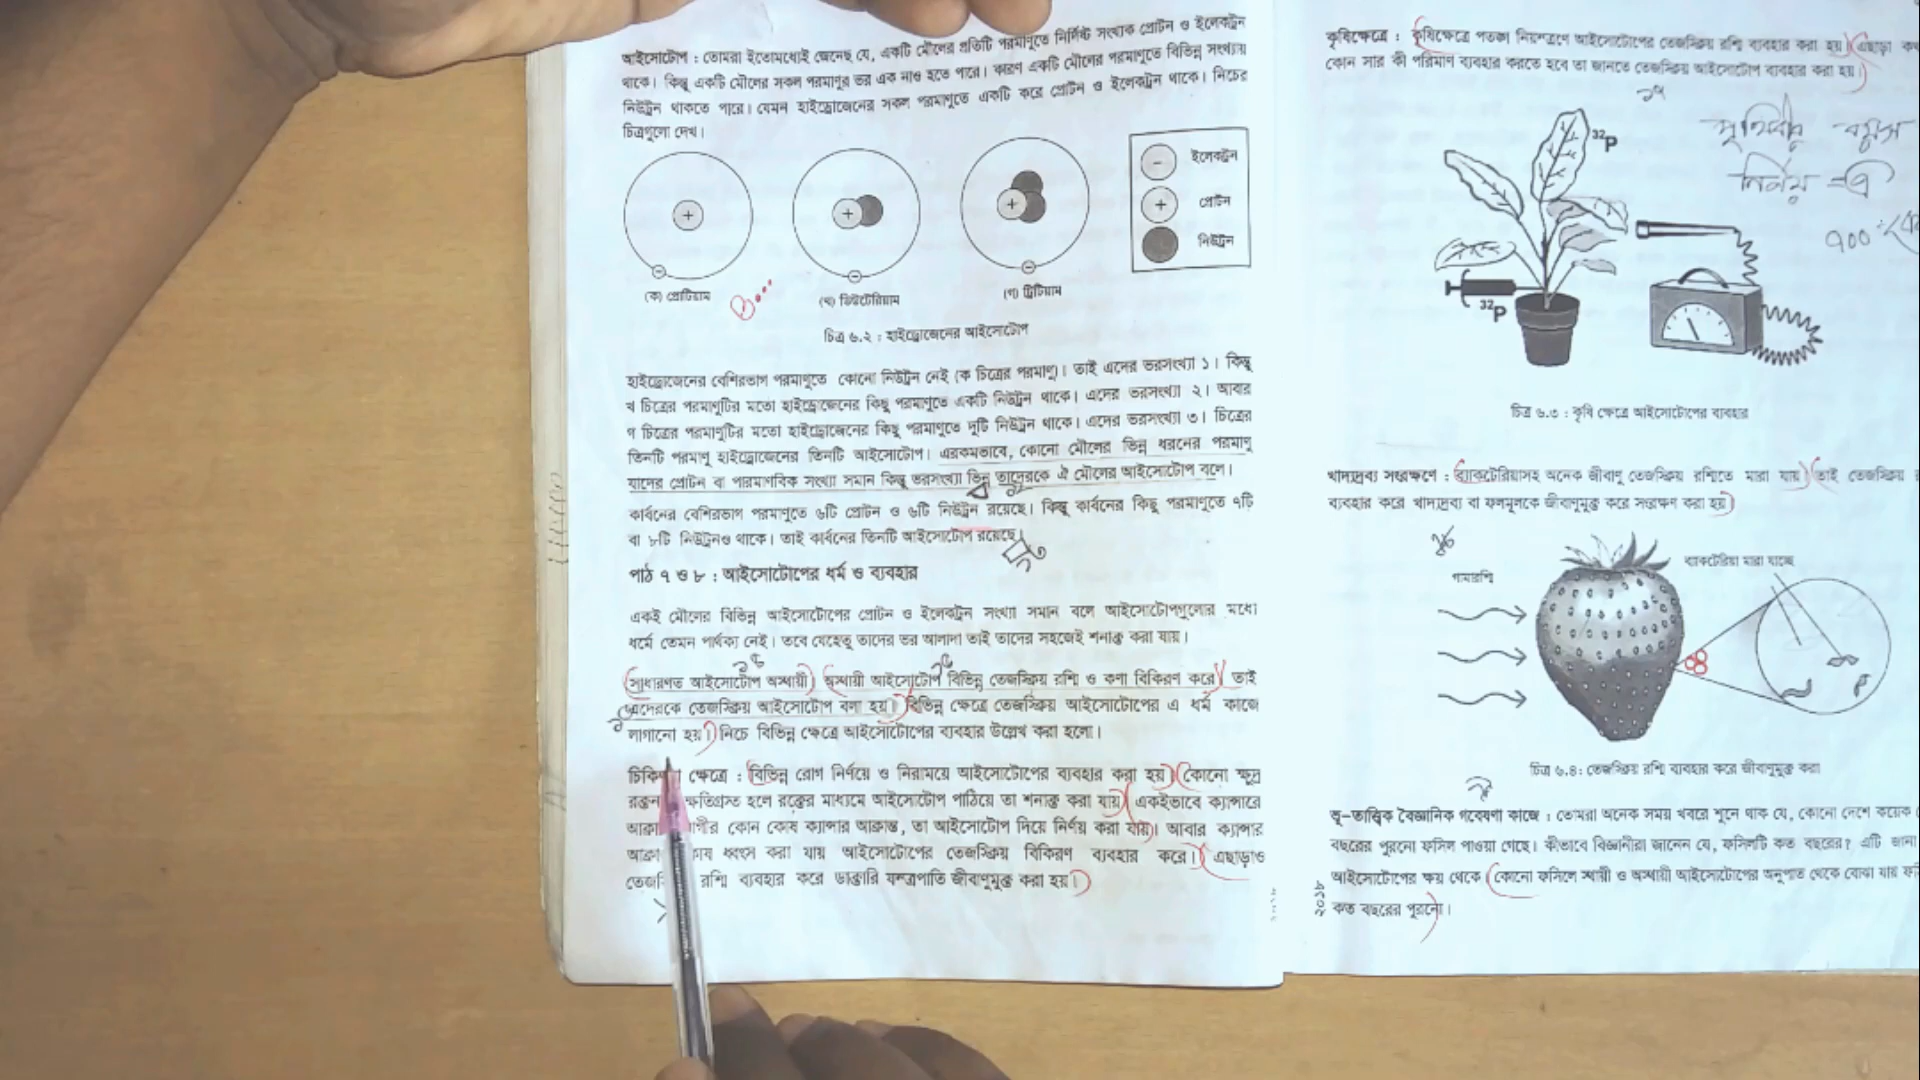 আইসোটোপ : তোমরা ইতোমধ্যেই জেনেছ যে, একটি মৌলের প্রতিটি পরমাণুতে নির্দিষ্ট সংখ্যক প্রোটন ও ইলেকট্রন
থাকে। কিন্তু একটি মৌলের সকল পরমাণুর ভর এক নাও হতে পারে। কারণ একটি মৌলের পরমাণুতে বিভিন্ন সংখ্যায়
নিউট্রন থাকতে পারে। যেমন হাইড্রোজেনের সকল পরমাণুতে একটি করে প্রোটন ও ইলেকট্রন থাকে। নিচের
চিত্রগুলো দেখ।
ইলেকট্রন
প্রোটন
নিউট্রন
(ক) প্রোটিয়াম
(খ) ডিউটেরিয়াম
(গ) ট্রিটিয়াম
চিত্র ৬.২ : হাইড্রোজেনের আইসোটোপ
হাইড্রোজেনের বেশিরভাগ পরমাণুতে কোনো নিউট্রন নেই (ক চিত্রের পরমাণু)। তাই এদের ভরসংখ্যা ১। কিন্তু
খ চিত্রের পরমাণুটির মতো হাইড্রোজেনের কিছু পরমাণুতে একটি নিউট্রন থাকে। এদের ভরসংখ্যা ২। আবার
গ চিত্রের পরমাণুটির মতো হাইড্রোজেনের কিছু পরমাণুতে দুটি নিউট্রন থাকে। এদের ভরসংখ্যা ৩। চিত্রের
তিনটি পরমাণু হাইড্রোজেনের তিনটি আইসোটোপ। এরকমভাবে, কোনো মৌলের ভিন্ন ধরনের পরমাণু
যাদের প্রোটন বা পারমাণবিক সংখ্যা সমান কিন্তু ভরসংখ্যা ভিন্ন তাদেরকে ঐ মৌলের আইসোটোপ বলে।
কার্বনের বেশিরভাগ পরমাণুতে ৬টি প্রোটন ও ৬টি নিউট্রন রয়েছে। কিন্তু কার্বনের কিছু পরমাণুতে ৭টি
বা ৮টি নিউট্রনও থাকে। তাই কার্বনের তিনটি আইসোটোপ রয়েছে।
পাঠ ৭ ও ৮ : আইসোটোপের ধর্ম ও ব্যবহার
একই মৌলের বিভিন্ন আইসোটোপের প্রোটন ও ইলেকট্রন সংখ্যা সমান বলে আইসোটোপগুলোর মধ্যে
ধর্মে তেমন পার্থক্য নেই। তবে যেহেতু তাদের ভর আলাদা তাই তাদের সহজেই শনাক্ত করা যায়।
সাধারণত আইসোটোপ অস্থায়ী। অস্থায়ী আইসোটোপ বিভিন্ন তেজস্ক্রিয় রশ্মি ও কণা বিকিরণ করে। তাই
এদেরকে তেজস্ক্রিয় আইসোটোপ বলা হয়। বিভিন্ন ক্ষেত্রে তেজস্ক্রিয় আইসোটোপের এ ধর্ম কাজে
লাগানো হয়। নিচে বিভিন্ন ক্ষেত্রে আইসোটোপের ব্যবহার উল্লেখ করা হলো।
ক্ষেত্রে : বিভিন্ন রোগ নির্ণয়ে ও নিরাময়ে আইসোটোপের ব্যবহার করা হয়। কোনো ক্ষুদ্র
ক্ষতিগ্রস্ত হলে রক্তের মাধ্যমে আইসোটোপ পাঠিয়ে তা শনাক্ত করা যায়। একইভাবে ক্যান্সারে
কোন কোষ ক্যান্সার আক্রান্ত, তা আইসোটোপ দিয়ে নির্ণয় করা যায়। আবার ক্যান্সার
ধ্বংস করা যায় আইসোটোপের তেজস্ক্রিয় বিকিরণ ব্যবহার করে। এছাড়াও
রশ্মি ব্যবহার করে ডাক্তারি যন্ত্রপাতি জীবাণুমুক্ত করা হয়।
কৃষিক্ষেত্রে : কৃষিক্ষেত্রে পতঙ্গ নিয়ন্ত্রণে আইসোটোপের তেজস্ক্রিয় রশ্মি ব্যবহার করা হয়। এছাড়া
কোন সার কী পরিমাণ ব্যবহার করতে হবে তা জানতে তেজস্ক্রিয় আইসোটোপ ব্যবহার করা হয়।
32P
পৃথিবীর বয়স
নির্ণয়-এ
৭০০
32P
চিত্র ৬.৩ : কৃষি ক্ষেত্রে আইসোটোপের ব্যবহার
খাদ্যদ্রব্য সংরক্ষণে : ব্যাকটেরিয়াসহ অনেক জীবাণু তেজস্ক্রিয় রশ্মিতে মারা যায়। তাই তেজস্ক্রিয়
ব্যবহার করে খাদ্যদ্রব্য বা ফলমূলকে জীবাণুমুক্ত করে সংরক্ষণ করা হয়।
গামারশ্মি
ব্যাকটেরিয়া মারা যাচ্ছে
চিত্র ৬.৪: তেজস্ক্রিয় রশ্মি ব্যবহার করে জীবাণুমুক্ত করা
ভূ-তাত্ত্বিক বৈজ্ঞানিক গবেষণা কাজে : তোমরা অনেক সময় খবরে শুনে থাক যে, কোনো দেশে কয়েক
বছরের পুরনো ফসিল পাওয়া গেছে। কীভাবে বিজ্ঞানীরা জানেন যে, ফসিলটি কত বছরের? এটি জানা
আইসোটোপের ক্ষয় থেকে। কোনো ফসিলে স্থায়ী ও অস্থায়ী আইসোটোপের অনুপাত থেকে বোঝা যায়
কত বছরের পুরনো।
২০১৮